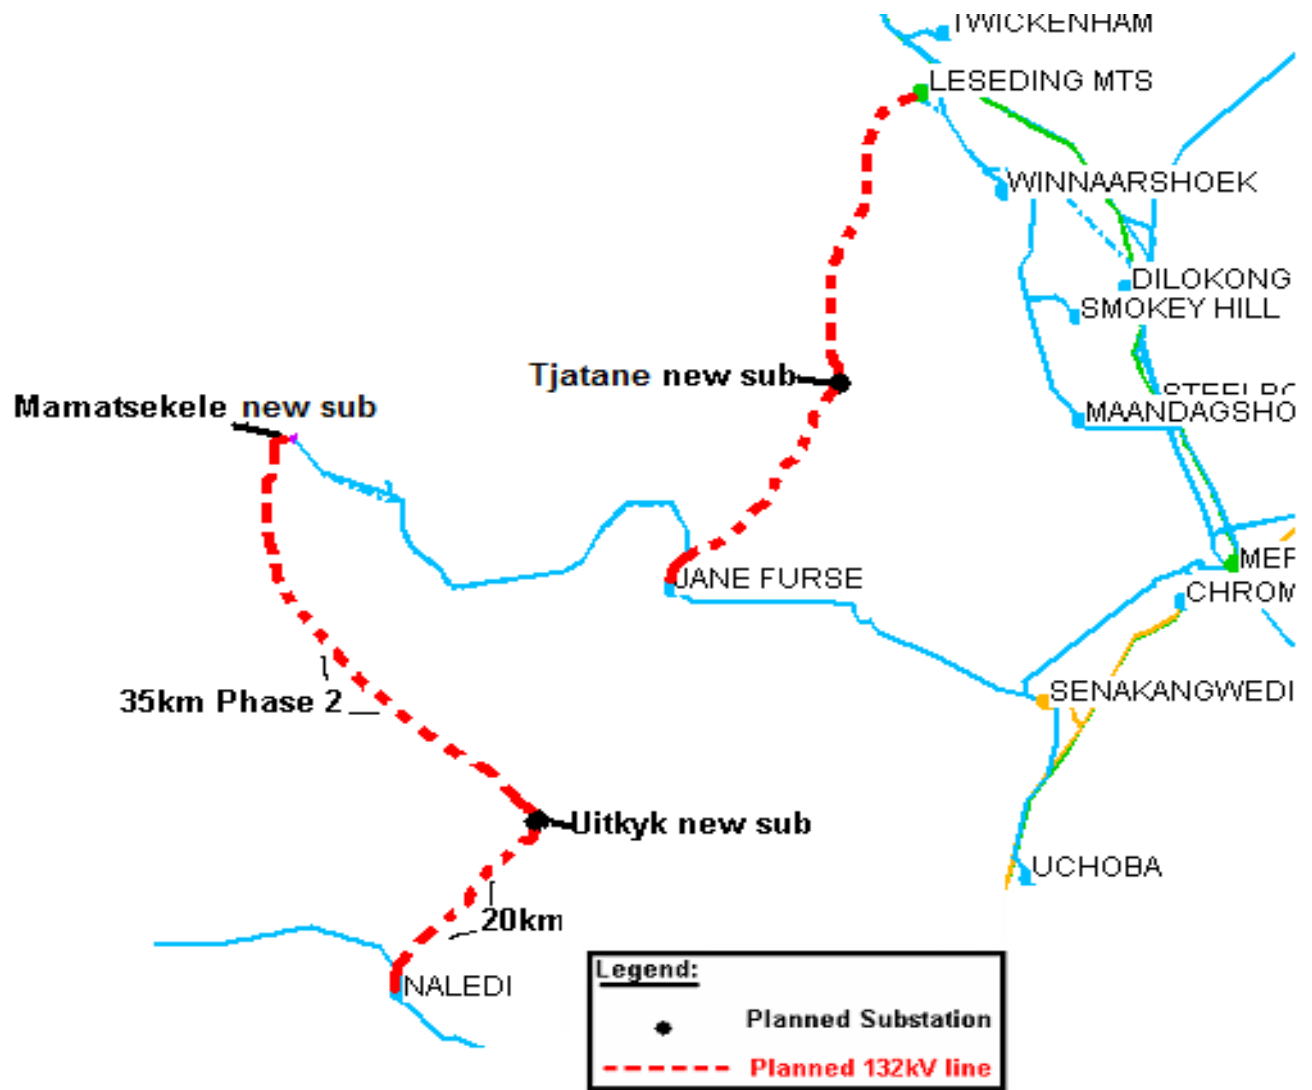 TWICKENHAM
LESEDING MTS
WINNAARSHOEK
DILOKONG
SMOKEY HILL
Tjatane new sub
MAANDAGSHO
Mamatsekele new sub
MER
JANE FURSE
CHROM
SENAKANGWEDI
35km Phase 2
Uitkyk new sub
UCHOBA
20km
NALEDI
Legend:
Planned Substation
Planned 132kV line